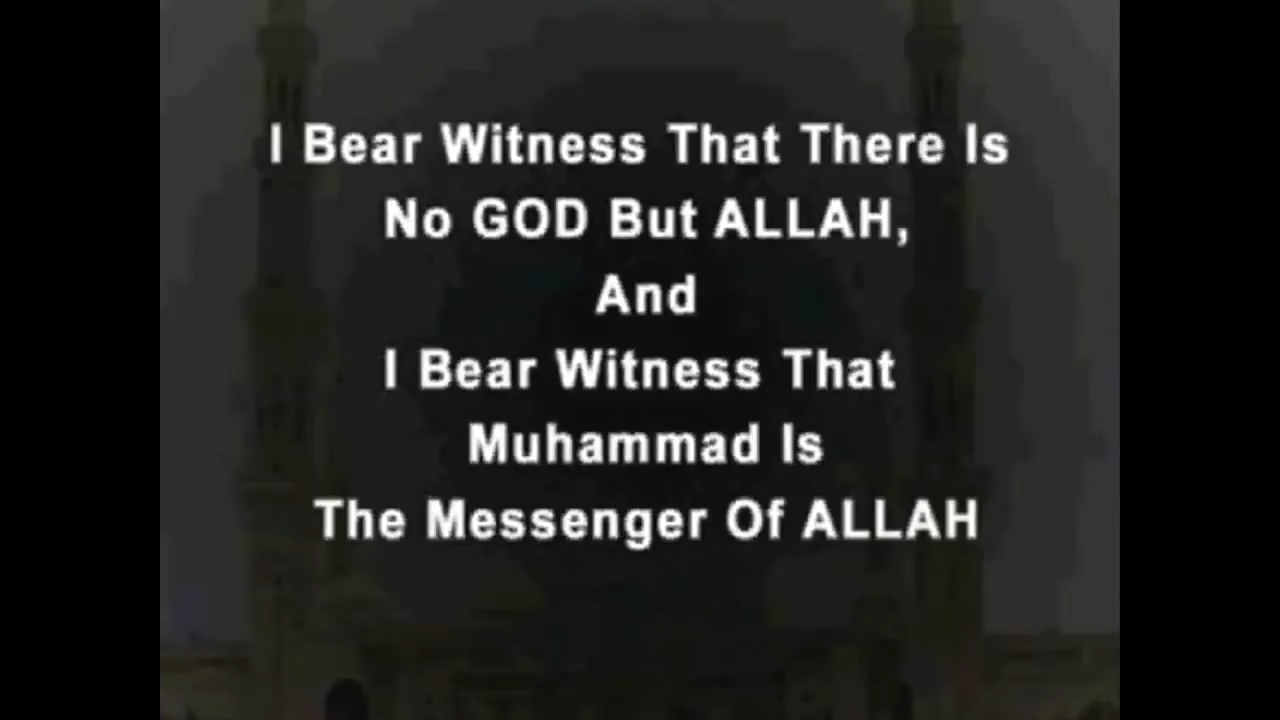 I Bear Witness That There Is
No GOD But ALLAH,
And
I Bear Witness That
Muhammad Is
The Messenger Of ALLAH